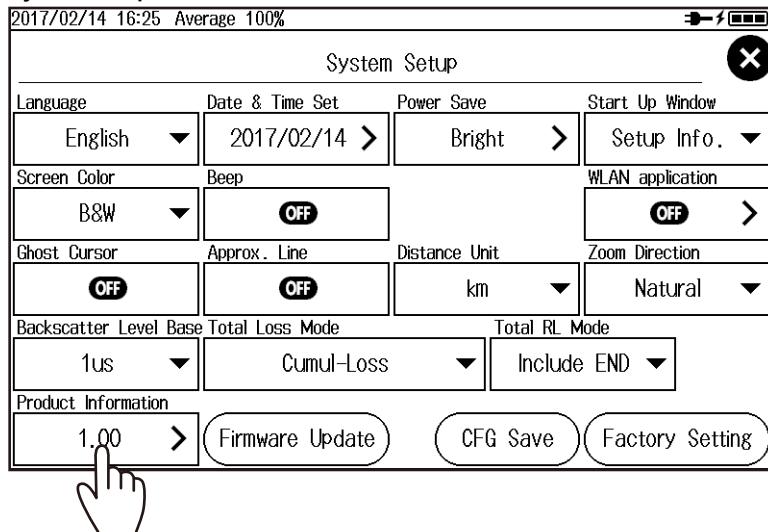 2017/02/14 16:25 Average 100%
System Setup
Language Date & Time Set Power Save Start Up Window
English 2017/02/14 Bright Setup Info.
Screen Color Beep WLAN application
B&W OFF OFF
Ghost Cursor Approx. Line Distance Unit Zoom Direction
OFF OFF km Natural
Backscatter Level Base Total Loss Mode Total RL Mode
1us Cumul-Loss Include END
Product Information
1.00 Firmware Update CFG Save Factory Setting